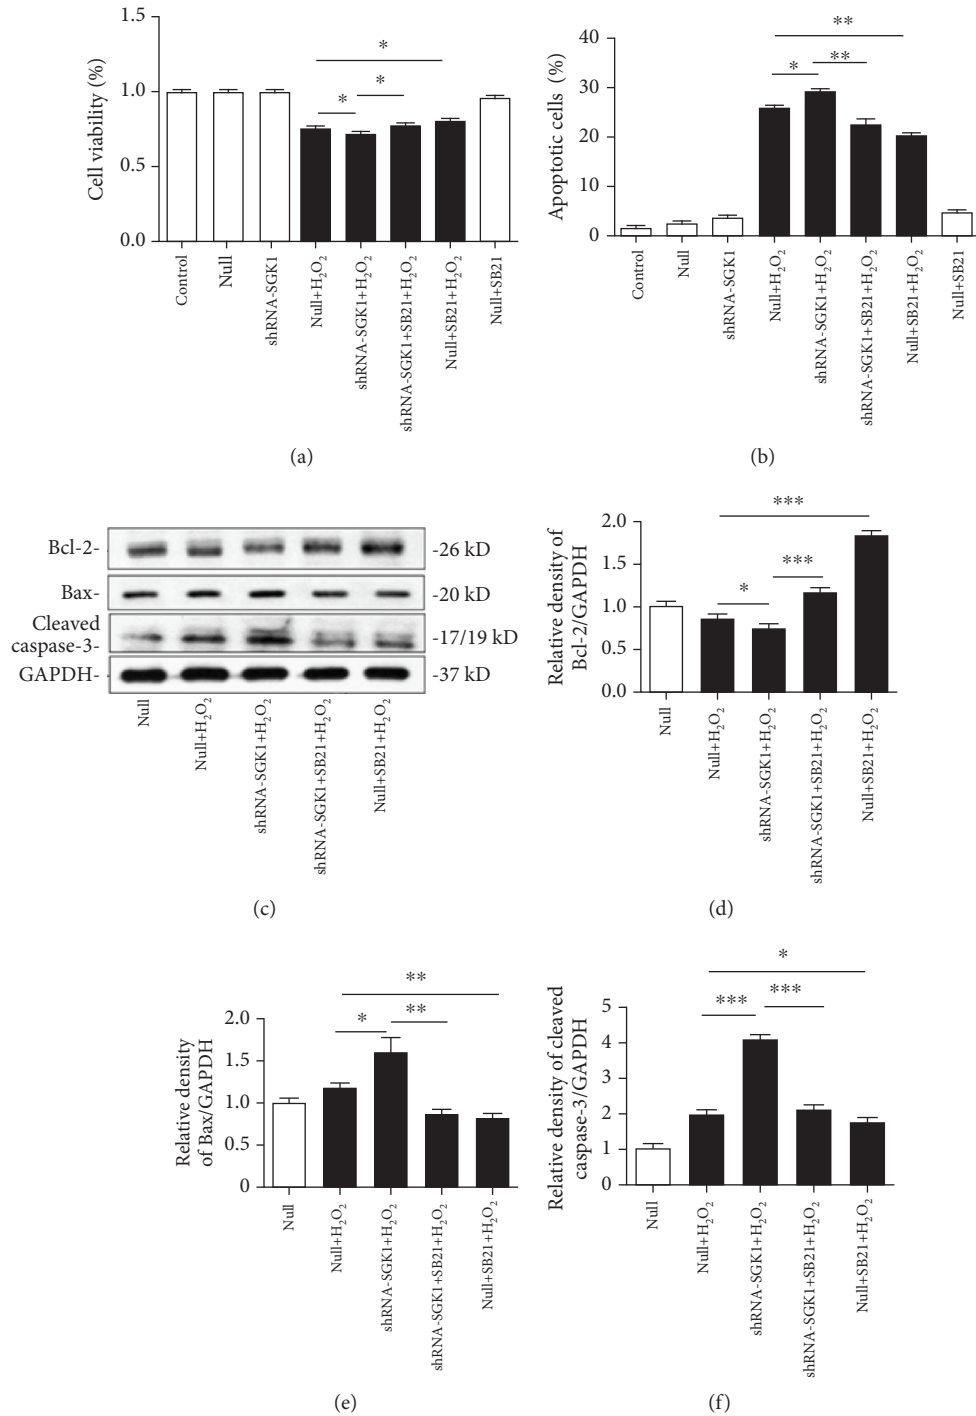 1.5
1.0
0.5
0.0
Cell viability (%)
*
*
*
Control
Null
shRNA-SGK1
Null+H₂O₂
shRNA-SGK1+H₂O₂
shRNA-SGK1+SB21+H₂O₂
Null+SB21+H₂O₂
Null+SB21
(a)
40
30
20
10
0
Apoptotic cells (%)
**
*
**
Control
Null
shRNA-SGK1
Null+H₂O₂
shRNA-SGK1+H₂O₂
shRNA-SGK1+SB21+H₂O₂
Null+SB21+H₂O₂
Null+SB21
(b)
Bcl-2- -26 kD
Bax- -20 kD
Cleaved
caspase-3- -17/19 kD
GAPDH- -37 kD
Null
Null+H₂O₂
shRNA-SGK1+H₂O₂
shRNA-SGK1+SB21+H₂O₂
Null+SB21+H₂O₂
(c)
2.0
1.5
1.0
0.5
0.0
Relative density of
Bcl-2/GAPDH
***
*
***
Null
Null+H₂O₂
shRNA-SGK1+H₂O₂
shRNA-SGK1+SB21+H₂O₂
Null+SB21+H₂O₂
(d)
2.0
1.5
1.0
0.5
0
Relative density
of Bax/GAPDH
**
*
**
Null
Null+H₂O₂
shRNA-SGK1+H₂O₂
shRNA-SGK1+SB21+H₂O₂
Null+SB21+H₂O₂
(e)
5
4
3
2
1
0
Relative density of cleaved
caspase-3/GAPDH
*
***
***
Null
Null+H₂O₂
shRNA-SGK1+H₂O₂
shRNA-SGK1+SB21+H₂O₂
Null+SB21+H₂O₂
(f)